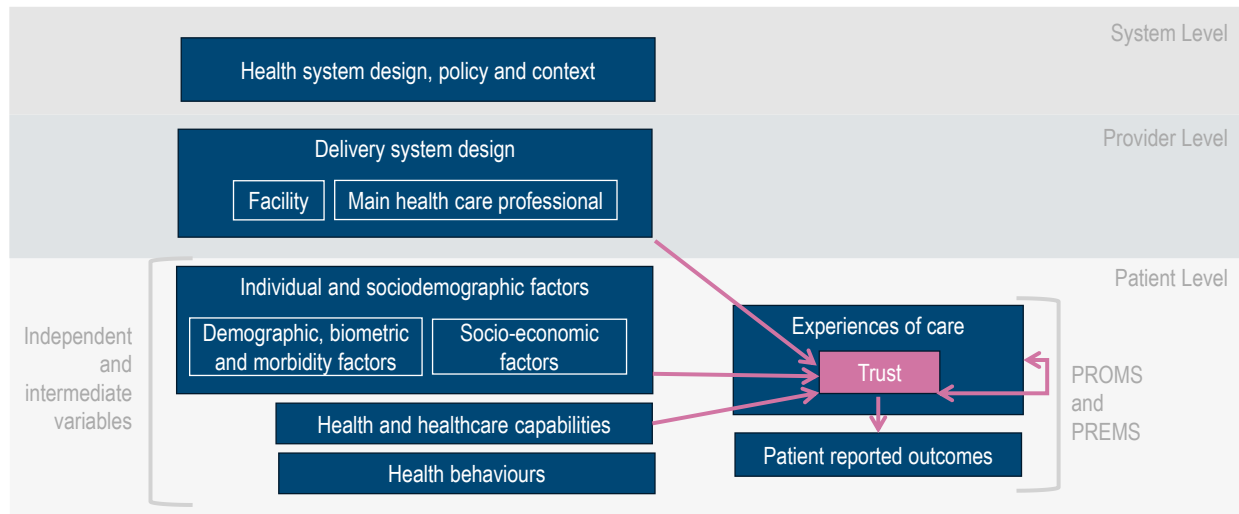 System Level
Health system design, policy and context
Provider Level
Delivery system design
Facility
Main health care professional
Patient Level
Individual and sociodemographic factors
Demographic, biometric
and morbidity factors
Socio-economic
factors
Health and healthcare capabilities
Health behaviours
Independent
and
intermediate
variables
Experiences of care
Trust
Patient reported outcomes
PROMS
and
PREMS